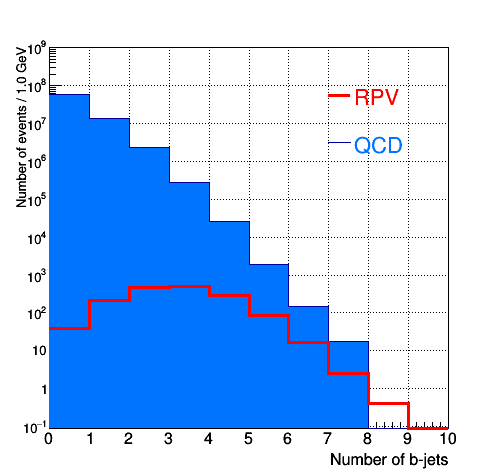 Number of events / 1.0 GeV
10⁹
10⁸
10⁷
10⁶
10⁵
10⁴
10³
10²
10
1
10⁻¹
RPV
QCD
0 1 2 3 4 5 6 7 8 9 10
Number of b-jets